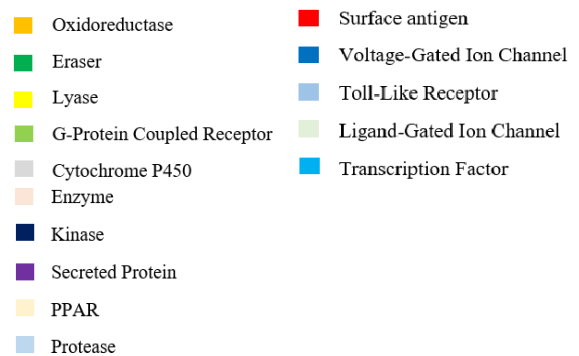 Oxidoreductase
Eraser
Lyase
G-Protein Coupled Receptor
Cytochrome P450
Enzyme
Kinase
Secreted Protein
PPAR
Protease
Surface antigen
Voltage-Gated Ion Channel
Toll-Like Receptor
Ligand-Gated Ion Channel
Transcription Factor